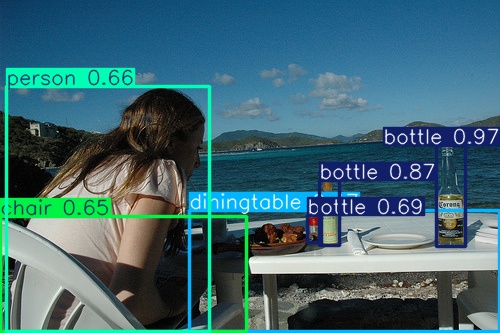 person 0.66
bottle 0.97
bottle 0.87
diningtable
bottle 0.69
chair 0.65
Corona